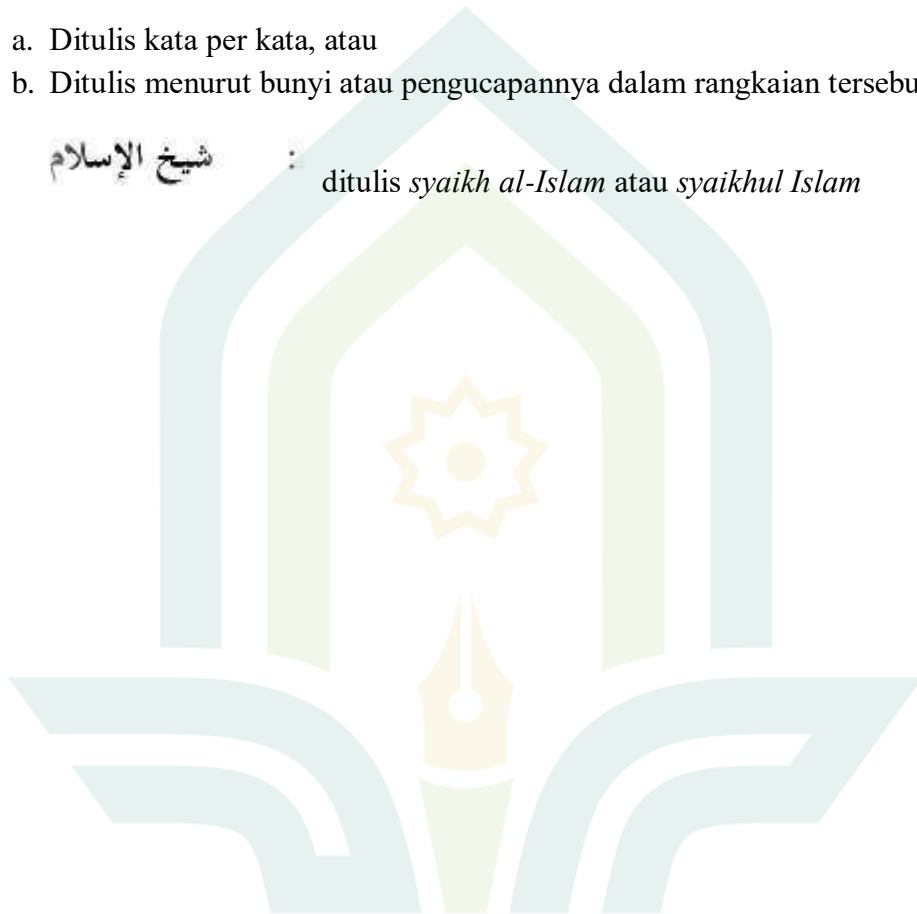 a. Ditulis kata per kata, atau
b. Ditulis menurut bunyi atau pengucapannya dalam rangkaian tersebu
شيخ الإسلام : ditulis syaikh al-Islam atau syaikhul Islam